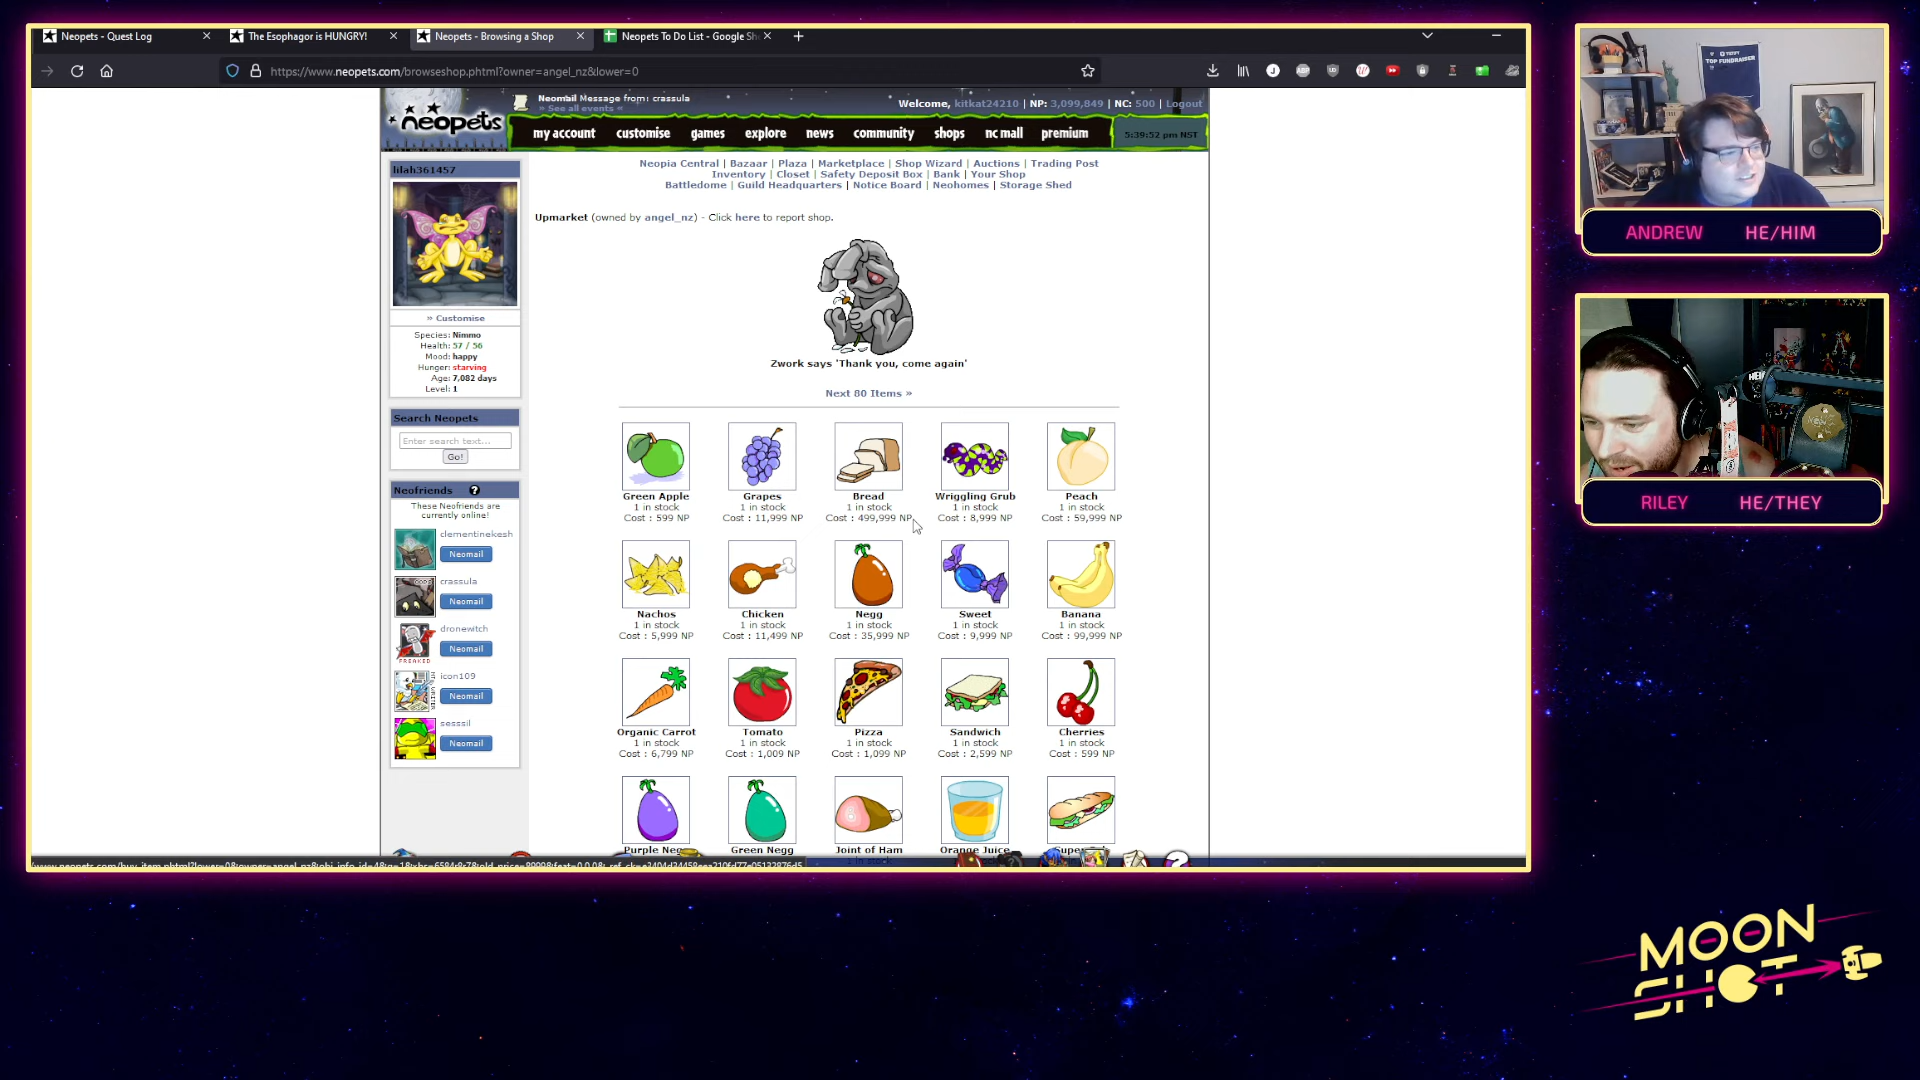 Neopets - Quest Log
The Esophagor is HUNGRY!
Neopets - Browsing a Shop
Neopets To Do List - Google Sh
https://www.neopets.com/browseshop.phtml?owner=angel_nz&lower=0
neopets
Neomail Message from: crassula
» See all events «
Welcome, kitkat24210 | NP: 3,099,849 | NC: 500 | Logout
my account customise games explore news community shops nc mall premium
5:39:52 pm NST
Neopia Central | Bazaar | Plaza | Marketplace | Shop Wizard | Auctions | Trading Post
Inventory | Closet | Safety Deposit Box | Bank | Your Shop
Battledome | Guild Headquarters | Notice Board | Neohomes | Storage Shed
lilah361457
» Customise
Species: Nimmo
Health: 57 / 56
Mood: happy
Hunger: starving
Age: 7,082 days
Level: 1
Search Neopets
Enter search text...
Go!
Neofriends ?
These Neofriends are
currently online!
clementinekesh
Neomail
crassula
Neomail
dronewitch
Neomail
icon109
Neomail
sesssil
Neomail
Upmarket (owned by angel_nz) - Click here to report shop.
Zwork says 'Thank you, come again'
Next 80 Items »
Green Apple Grapes Bread Wriggling Grub Peach
1 in stock 1 in stock 1 in stock 1 in stock 1 in stock
Cost : 599 NP Cost : 11,999 NP Cost : 499,999 NP Cost : 8,999 NP Cost : 59,999 NP
Nachos Chicken Negg Sweet Banana
1 in stock 1 in stock 1 in stock 1 in stock 1 in stock
Cost : 5,999 NP Cost : 11,499 NP Cost : 35,999 NP Cost : 9,999 NP Cost : 99,999 NP
Organic Carrot Tomato Pizza Sandwich Cherries
1 in stock 1 in stock 1 in stock 1 in stock 1 in stock
Cost : 6,799 NP Cost : 1,009 NP Cost : 1,099 NP Cost : 2,599 NP Cost : 599 NP
Purple Negg Green Negg Joint of Ham Orange Juice
TOP FUNDRAISER
ANDREW HE/HIM
RILEY HE/THEY
MOON
SHOT